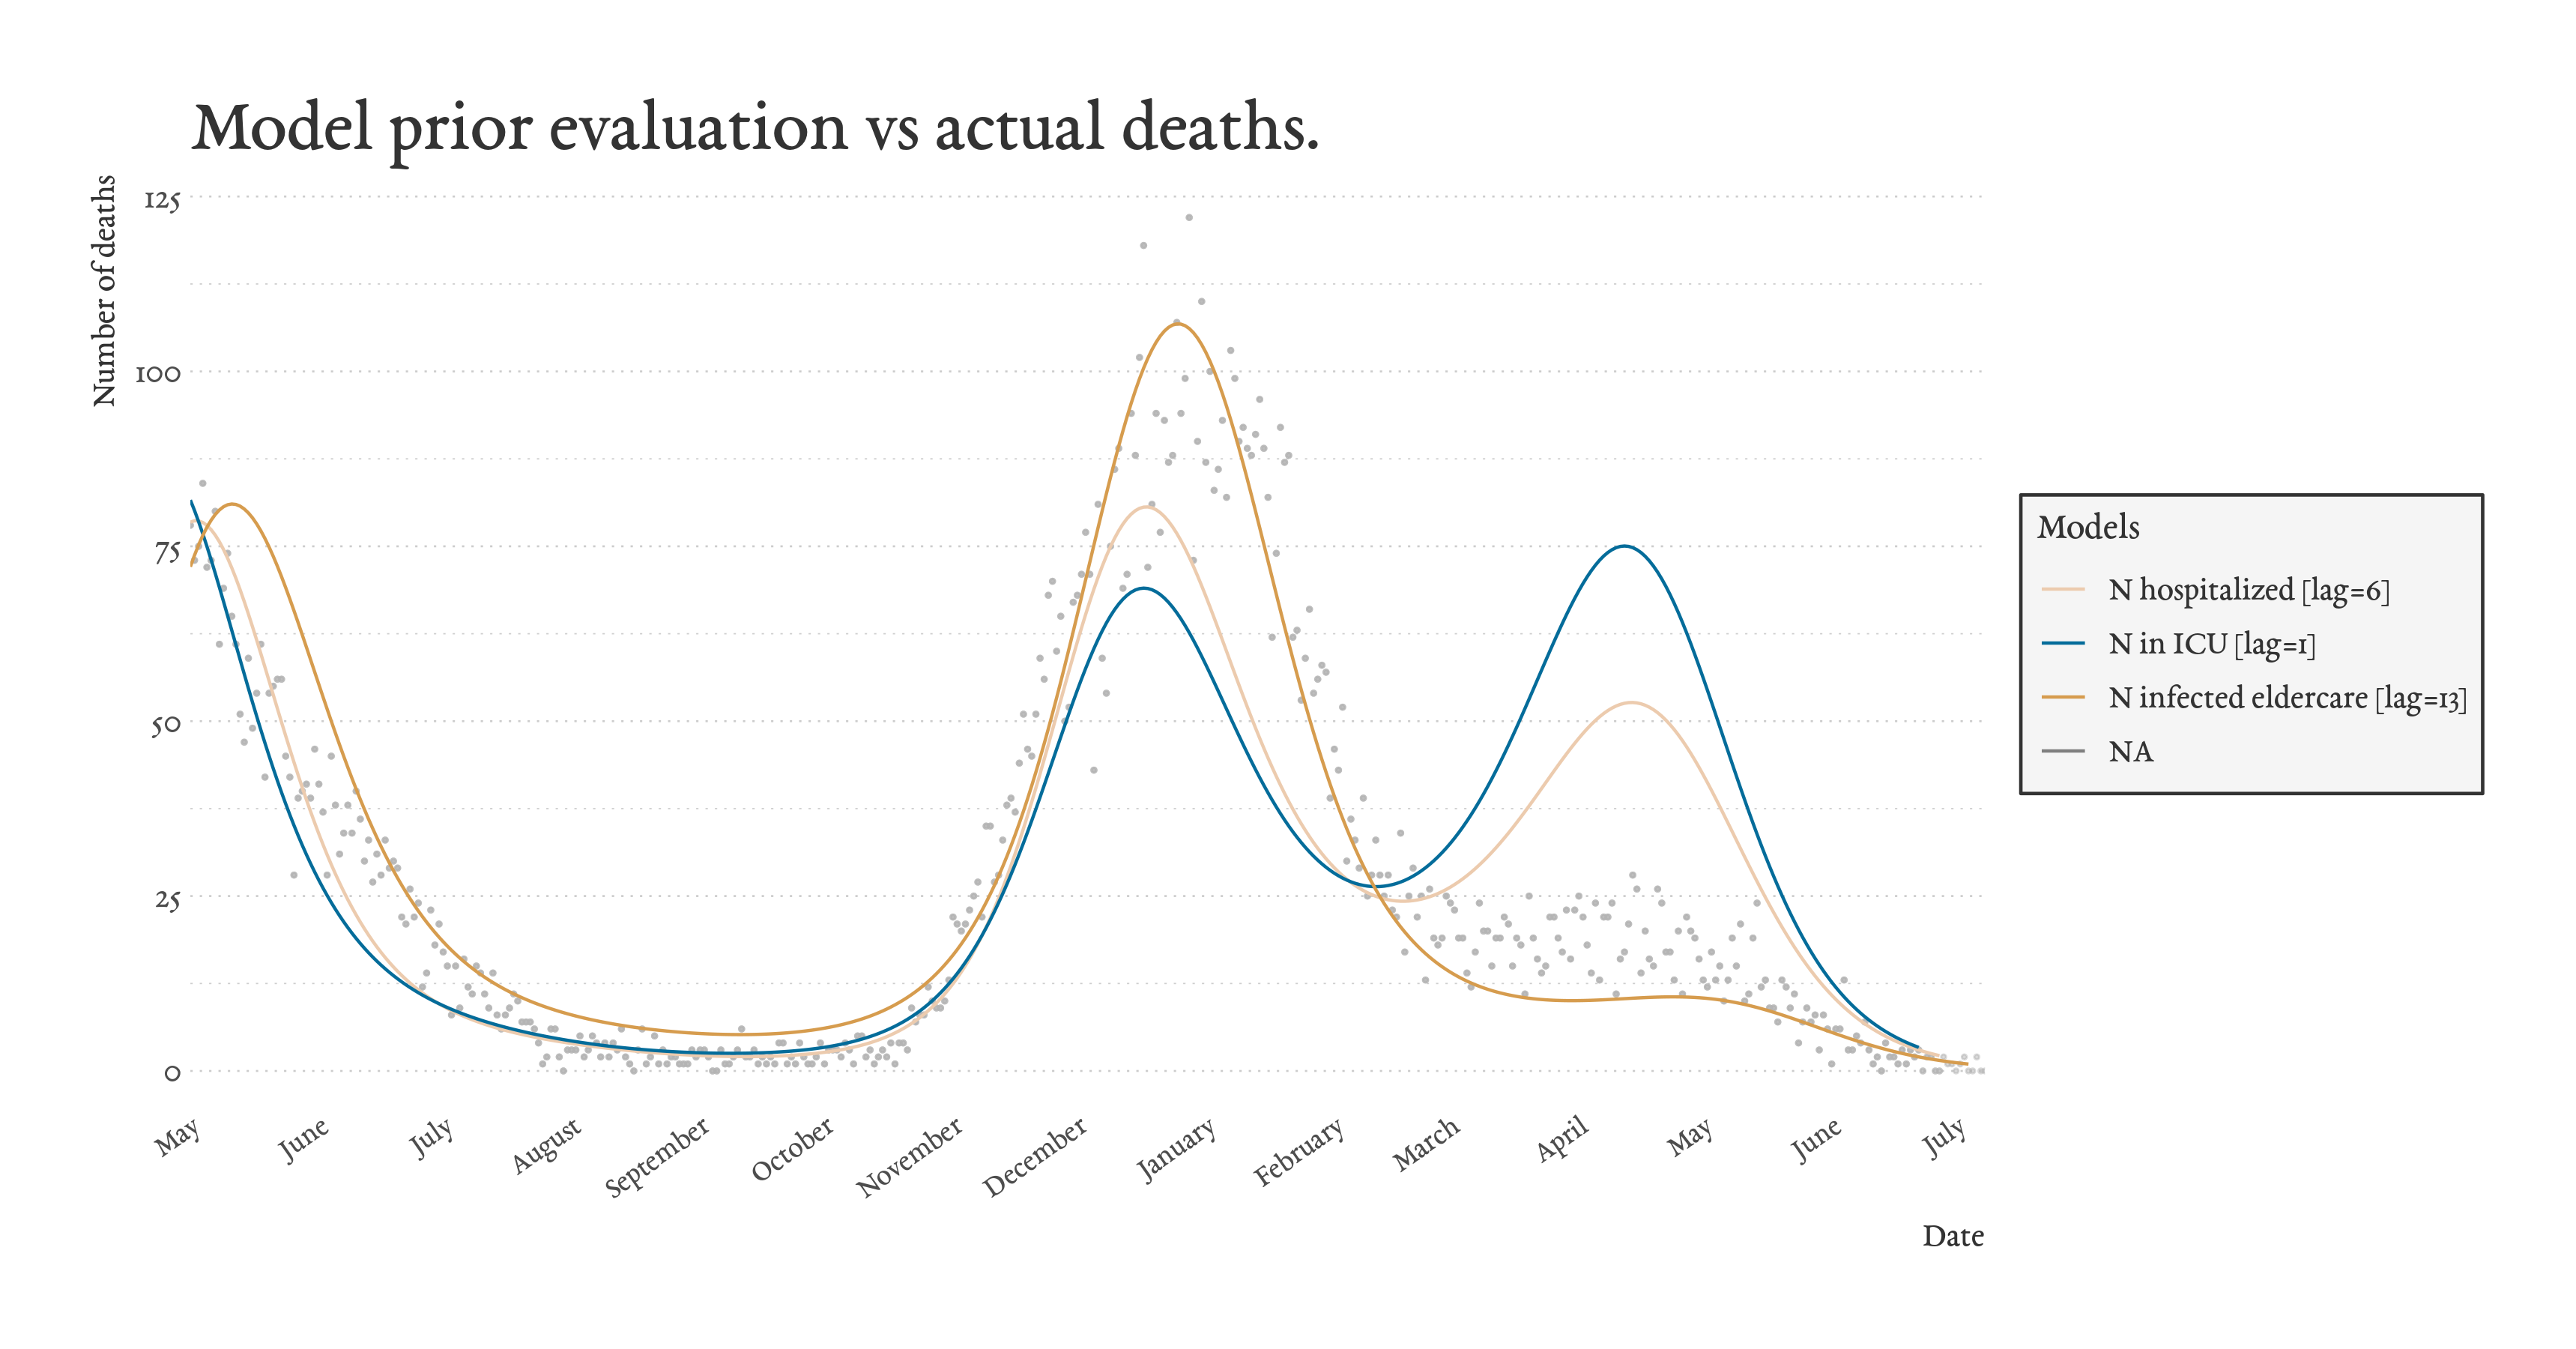 Model prior evaluation vs actual deaths.
Number of deaths
125
100
75
50
25
0
May
June
July
August
September
October
November
December
January
February
March
April
May
June
July
Date
Models
N hospitalized [lag=6]
N in ICU [lag=1]
N infected eldercare [lag=13]
NA